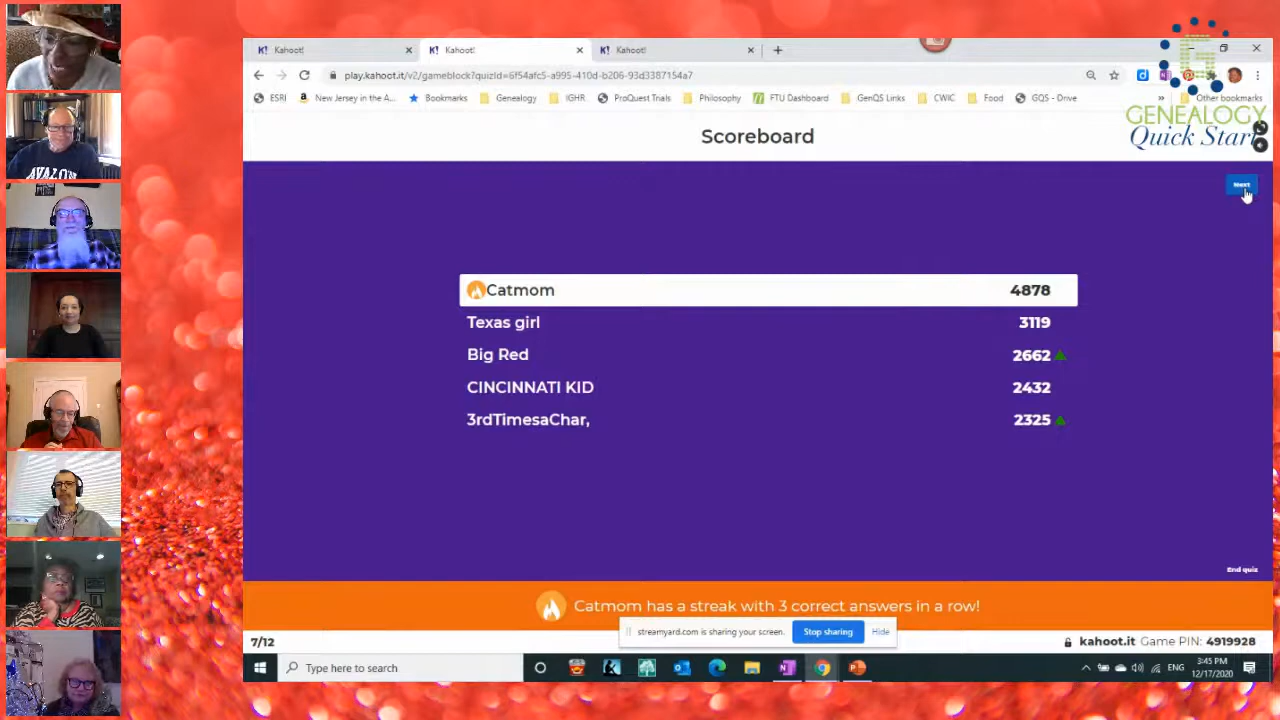 AVALON
Kahoot!
Kahoot!
Kahoot!
play.kahoot.it/v2/gameblock?quizId=6f54afc5-a995-410d-b206-93d3387154a7
ESRI
New Jersey in the A...
Bookmarks
Genealogy
IGHR
ProQuest Trials
Philosophy
FTU Dashboard
GenQS Links
CWIC
Food
GQS - Drive
»
Other bookmarks
GENEALOGY
Quick Start
Scoreboard
Next
Catmom 4878
Texas girl 3119
Big Red 2662
CINCINNATI KID 2432
3rdTimesaChar, 2325
End quiz
Catmom has a streak with 3 correct answers in a row!
streamyard.com is sharing your screen.
Stop sharing
Hide
7/12
kahoot.it Game PIN: 4919928
Type here to search
ENG
3:45 PM
12/17/2020